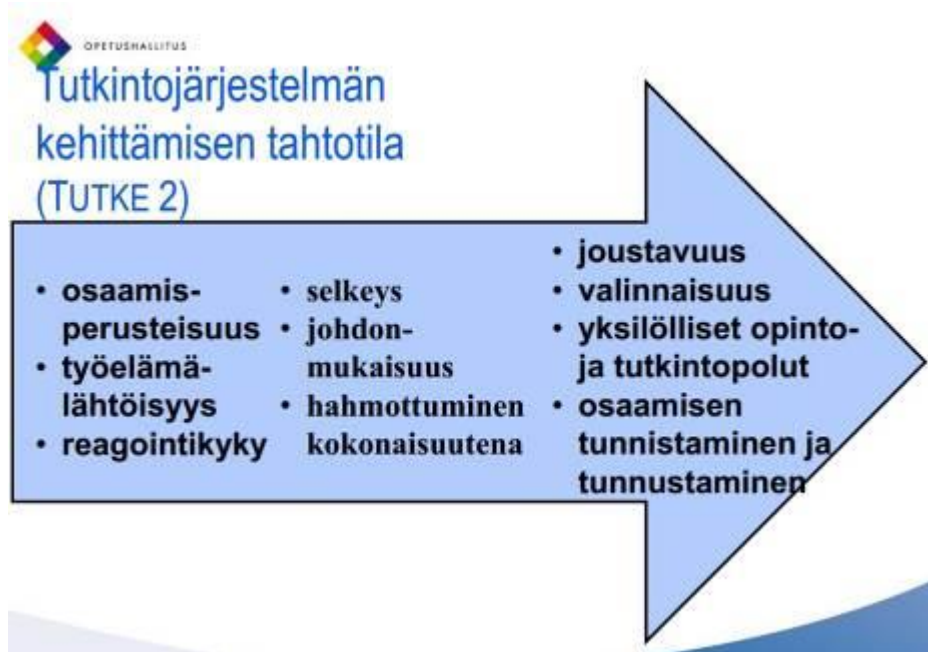 OPETUSHALLITUS
Tutkintojärjestelmän
kehittämisen tahtotila
(TUTKE 2)
• osaamis-
perusteisuus
• työelämä-
lähtöisyys
• reagointikyky
• selkeys
• johdon-
mukaisuus
• hahmottuminen
kokonaisuutena
• joustavuus
• valinnaisuus
• yksilölliset opinto-
ja tutkintopolut
• osaamisen
tunnistaminen ja
tunnustaminen